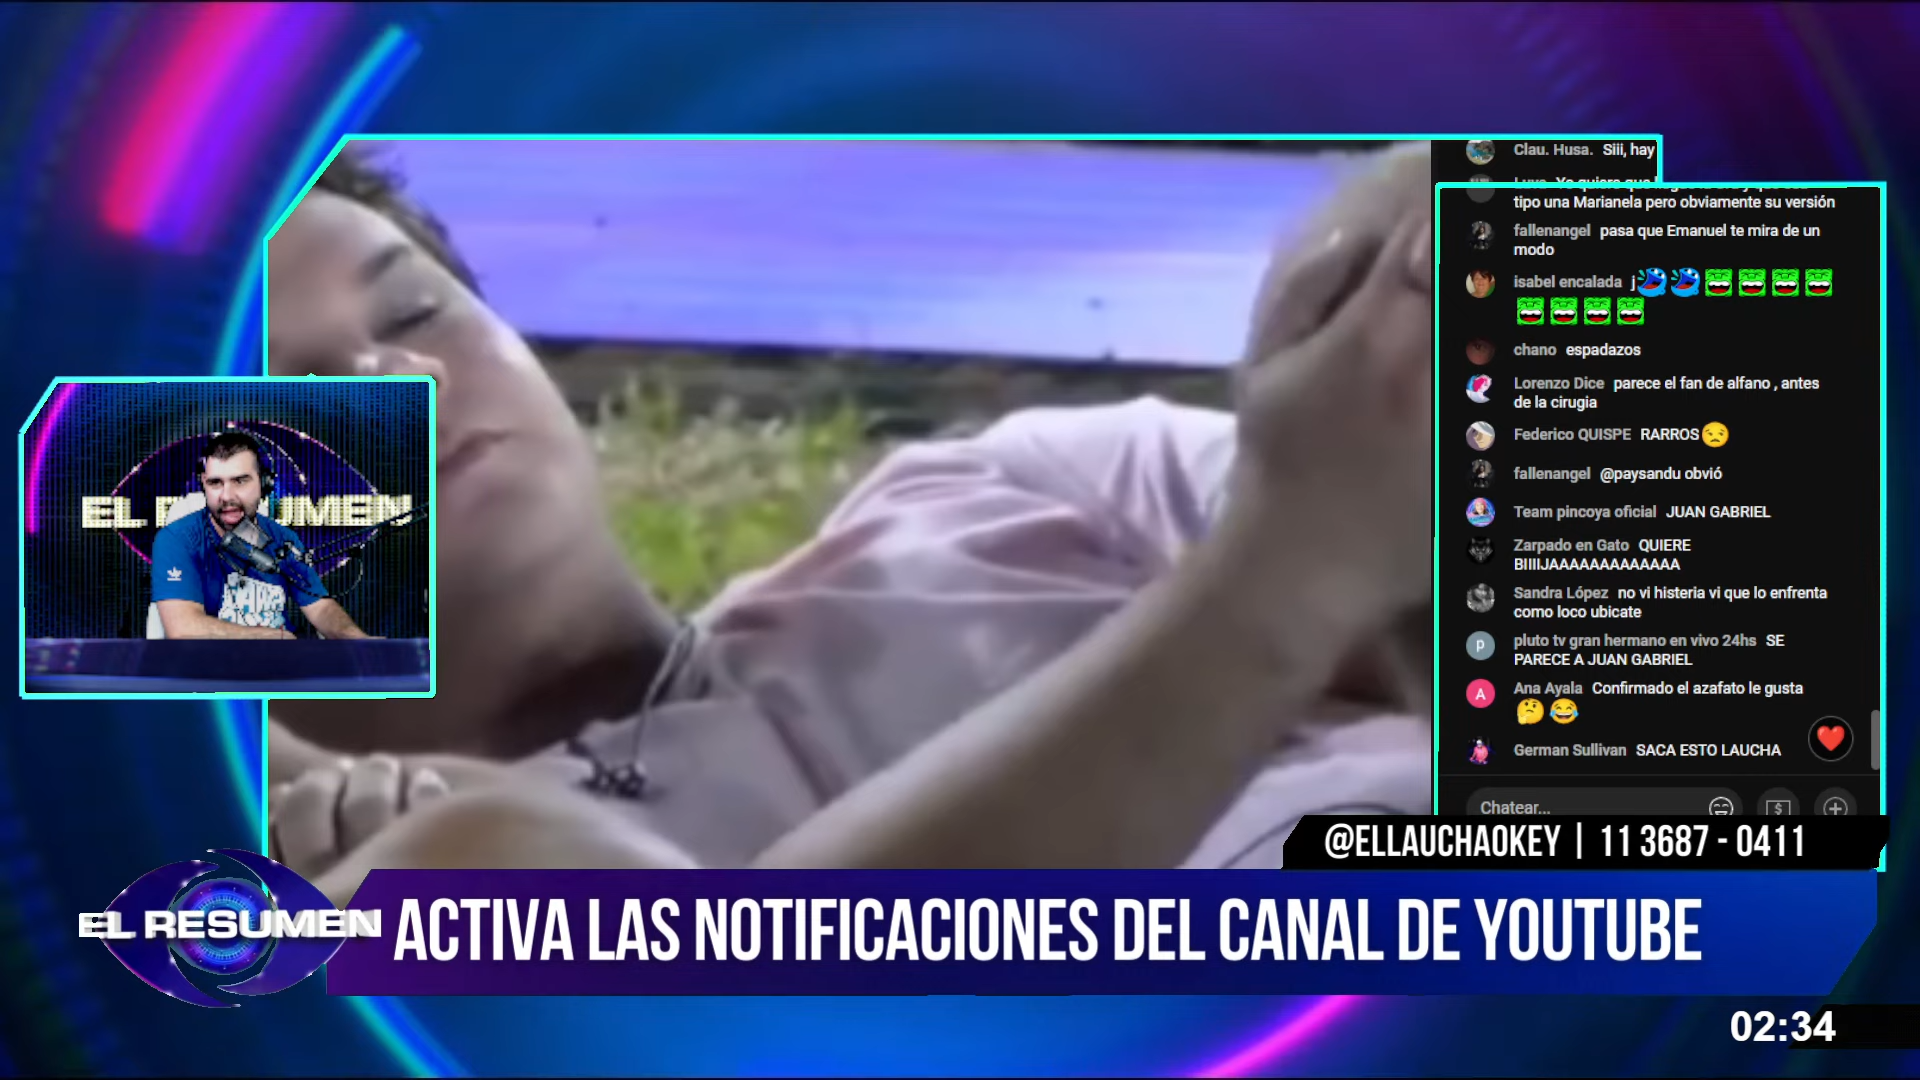 Clau. Husa. Siii, hay
tipo una Marianela pero obviamente su versión
fallenangel pasa que Emanuel te mira de un
modo
isabel encalada j
chano espadazos
Lorenzo Dice parece el fan de alfano , antes
de la cirugia
Federico QUISPE RARROS
fallenangel @paysandu obvió
Team pincoya oficial JUAN GABRIEL
Zarpado en Gato QUIERE
BIIIIJAAAAAAAAAAAAA
Sandra López no vi histeria vi que lo enfrenta
como loco ubicate
P
pluto tv gran hermano en vivo 24hs SE
PARECE A JUAN GABRIEL
A
Ana Ayala Confirmado el azafato le gusta
German Sullivan SACA ESTO LAUCHA
Chatear...
@ELLAUCHAOKEY | 11 3687 - 0411
EL RESUMEN
ACTIVA LAS NOTIFICACIONES DEL CANAL DE YOUTUBE
02:34